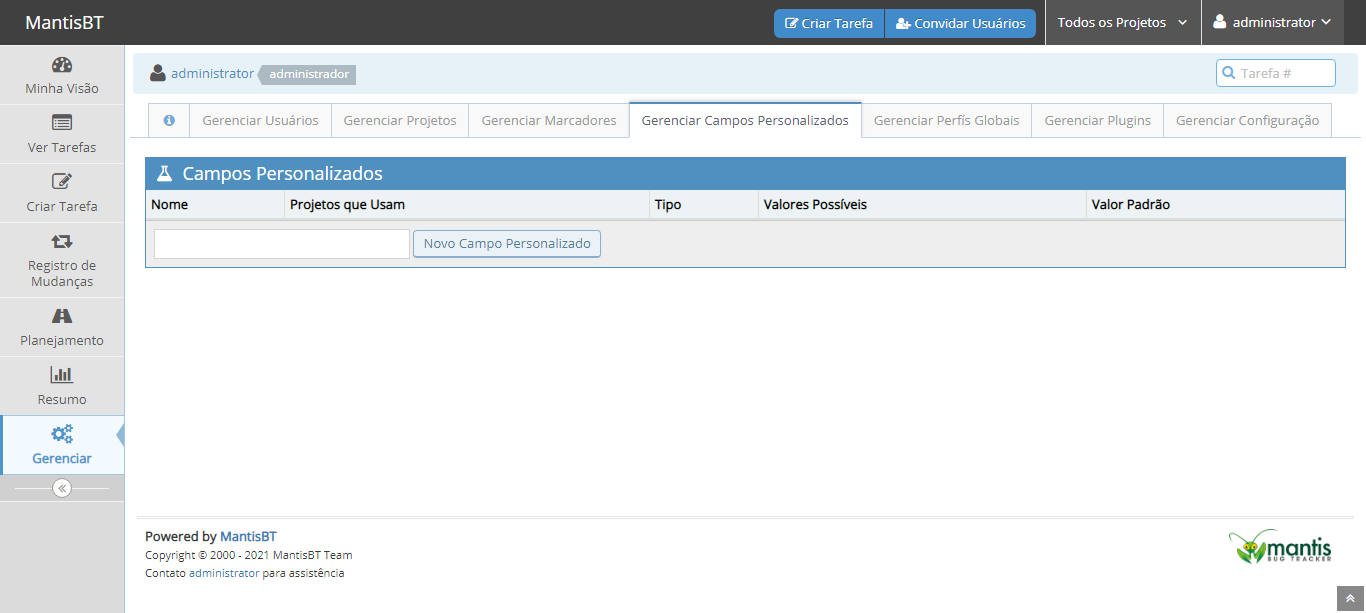 MantisBT
Criar Tarefa
Convidar Usuários
Todos os Projetos
administrator
Minha Visão
Ver Tarefas
Criar Tarefa
Registro de
Mudanças
Planejamento
Resumo
Gerenciar
administrator administrador
Tarefa #
Gerenciar Usuários
Gerenciar Projetos
Gerenciar Marcadores
Gerenciar Campos Personalizados
Gerenciar Perfís Globais
Gerenciar Plugins
Gerenciar Configuração
Campos Personalizados
Nome Projetos que Usam Tipo Valores Possíveis Valor Padrão
Novo Campo Personalizado
Powered by MantisBT
Copyright © 2000 - 2021 MantisBT Team
Contato administrator para assistência
mantis
BUG TRACKER